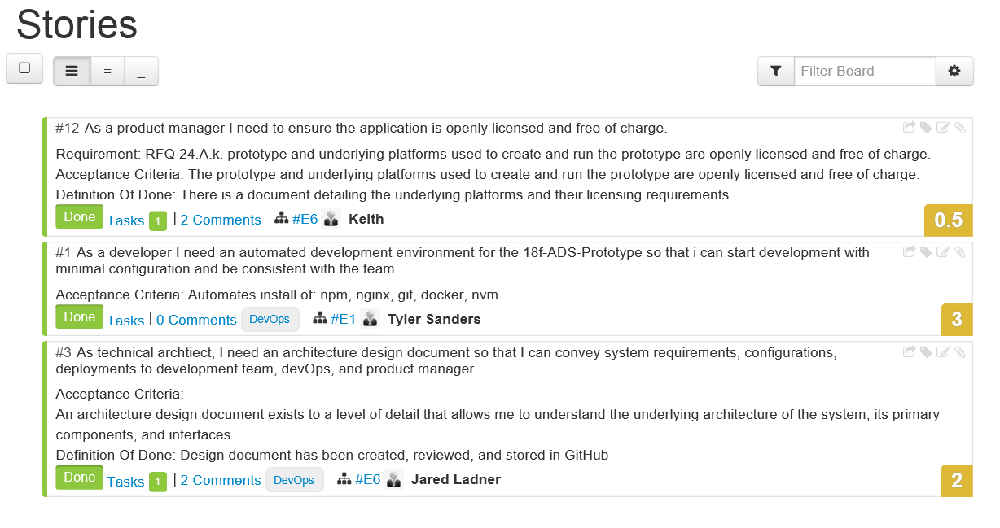 Stories
= _
Filter Board
#12 As a product manager I need to ensure the application is openly licensed and free of charge.
Requirement: RFQ 24.A.k. prototype and underlying platforms used to create and run the prototype are openly licensed and free of charge.
Acceptance Criteria: The prototype and underlying platforms used to create and run the prototype are openly licensed and free of charge.
Definition Of Done: There is a document detailing the underlying platforms and their licensing requirements.
Done Tasks 1 | 2 Comments #E6 Keith 0.5
#1 As a developer I need an automated development environment for the 18f-ADS-Prototype so that i can start development with
minimal configuration and be consistent with the team.
Acceptance Criteria: Automates install of: npm, nginx, git, docker, nvm
Done Tasks | 0 Comments DevOps #E1 Tyler Sanders 3
#3 As technical archtiect, I need an architecture design document so that I can convey system requirements, configurations,
deployments to development team, devOps, and product manager.
Acceptance Criteria:
An architecture design document exists to a level of detail that allows me to understand the underlying architecture of the system, its primary
components, and interfaces
Definition Of Done: Design document has been created, reviewed, and stored in GitHub
Done Tasks 1 | 2 Comments DevOps #E6 Jared Ladner 2